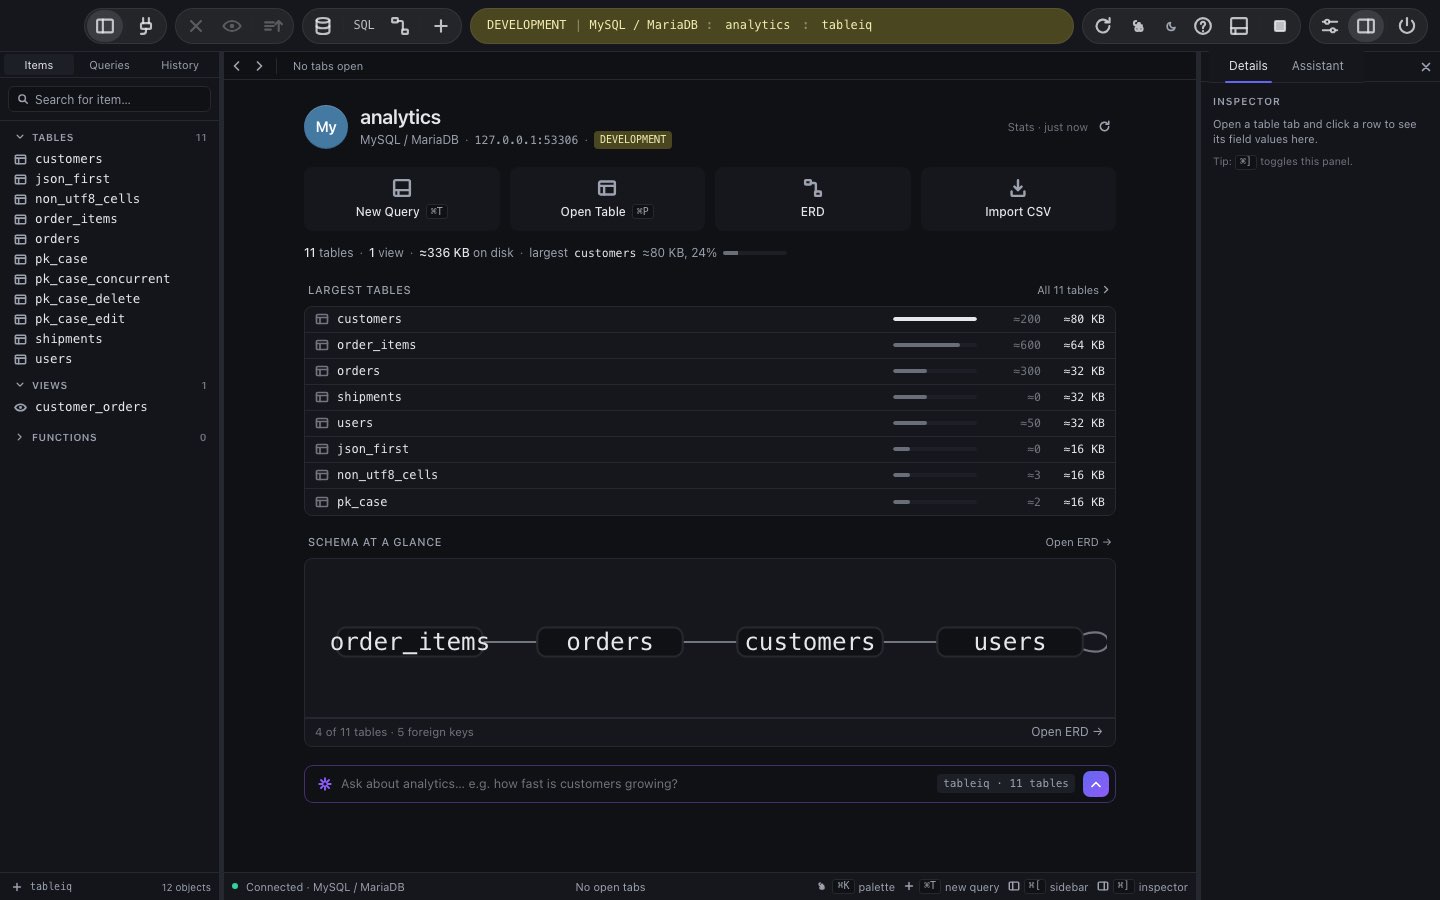 SQL
DEVELOPMENT | MySQL / MariaDB : analytics : tableiq
Items Queries History
No tabs open
Details Assistant
Search for item...
TABLES 11
customers
json_first
non_utf8_cells
order_items
orders
pk_case
pk_case_concurrent
pk_case_delete
pk_case_edit
shipments
users
VIEWS 1
customer_orders
FUNCTIONS 0
My
analytics
MySQL / MariaDB · 127.0.0.1:53306 · DEVELOPMENT
Stats · just now
New Query ⌘T
Open Table ⌘P
ERD
Import CSV
11 tables · 1 view · ≈336 KB on disk · largest customers ≈80 KB, 24%
LARGEST TABLES All 11 tables
customers ≈200 ≈80 KB
order_items ≈600 ≈64 KB
orders ≈300 ≈32 KB
shipments ≈0 ≈32 KB
users ≈50 ≈32 KB
json_first ≈0 ≈16 KB
non_utf8_cells ≈3 ≈16 KB
pk_case ≈2 ≈16 KB
SCHEMA AT A GLANCE Open ERD →
order_items orders customers users
4 of 11 tables · 5 foreign keys Open ERD →
Ask about analytics... e.g. how fast is customers growing? tableiq · 11 tables
INSPECTOR
Open a table tab and click a row to see
its field values here.
Tip: ⌘] toggles this panel.
+ tableiq 12 objects
Connected · MySQL / MariaDB
No open tabs
⌘K palette + ⌘T new query ⌘[ sidebar ⌘] inspector